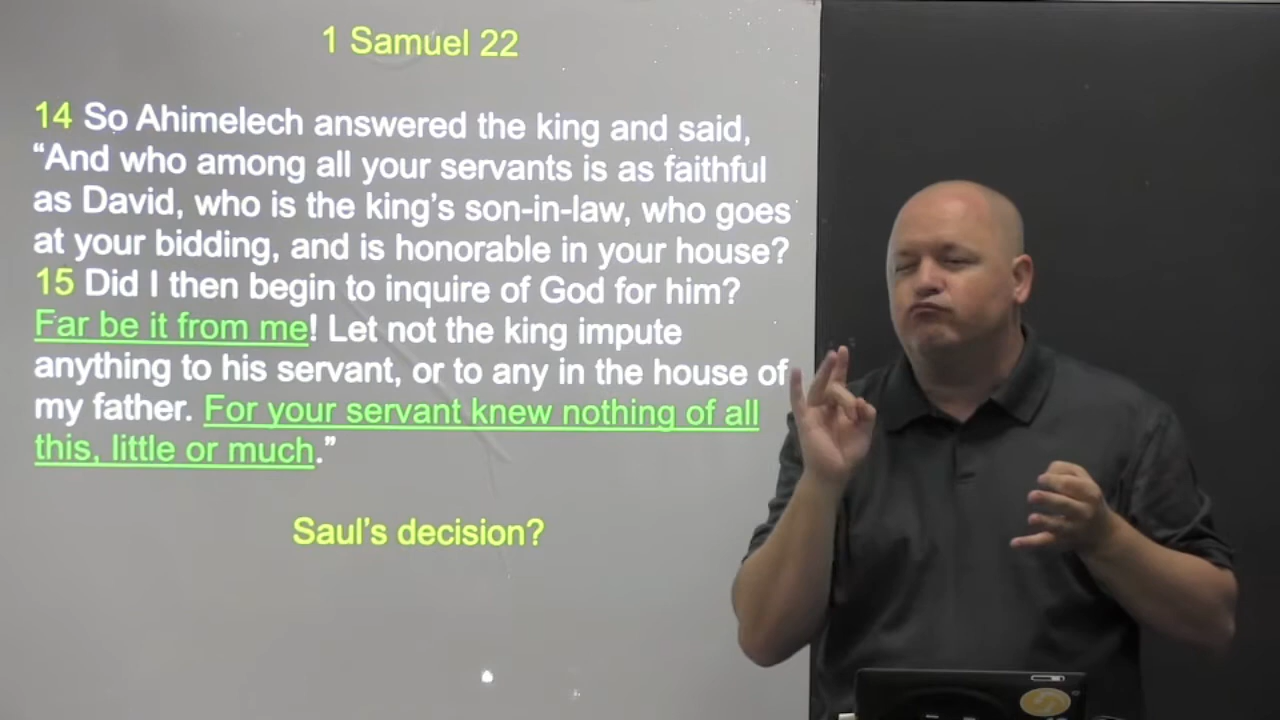 1 Samuel 22
14 So Ahimelech answered the king and said,
“And who among all your servants is as faithful
as David, who is the king’s son-in-law, who goes
at your bidding, and is honorable in your house?
15 Did I then begin to inquire of God for him?
Far be it from me! Let not the king impute
anything to his servant, or to any in the house of
my father. For your servant knew nothing of all
this, little or much.”
Saul’s decision?